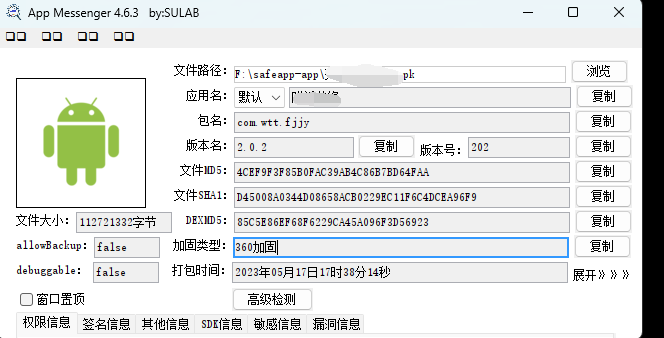 App Messenger 4.6.3 by:SULAB
文件路径: F:\safeapp-app\ pk 浏览
应用名: 默认 复制
包名: com.wtt.fjjy 复制
版本名: 2.0.2 复制 版本号: 202
文件MD5: 4CEF9F3F85B0FAC39AB4C86B7BD64FAA 复制
文件SHA1: D45008A0344D08658ACB0229EC11F6C4DCEA96F9 复制
文件大小: 112721332字节 DEXMD5: 85C5E86EF68F6229CA45A096F3D56923 复制
allowBackup: false 加固类型: 360加固 复制
debuggable: false 打包时间: 2023年05月17日17时38分14秒 展开》》》
窗口置顶 高级检测
权限信息 签名信息 其他信息 SDK信息 敏感信息 漏洞信息